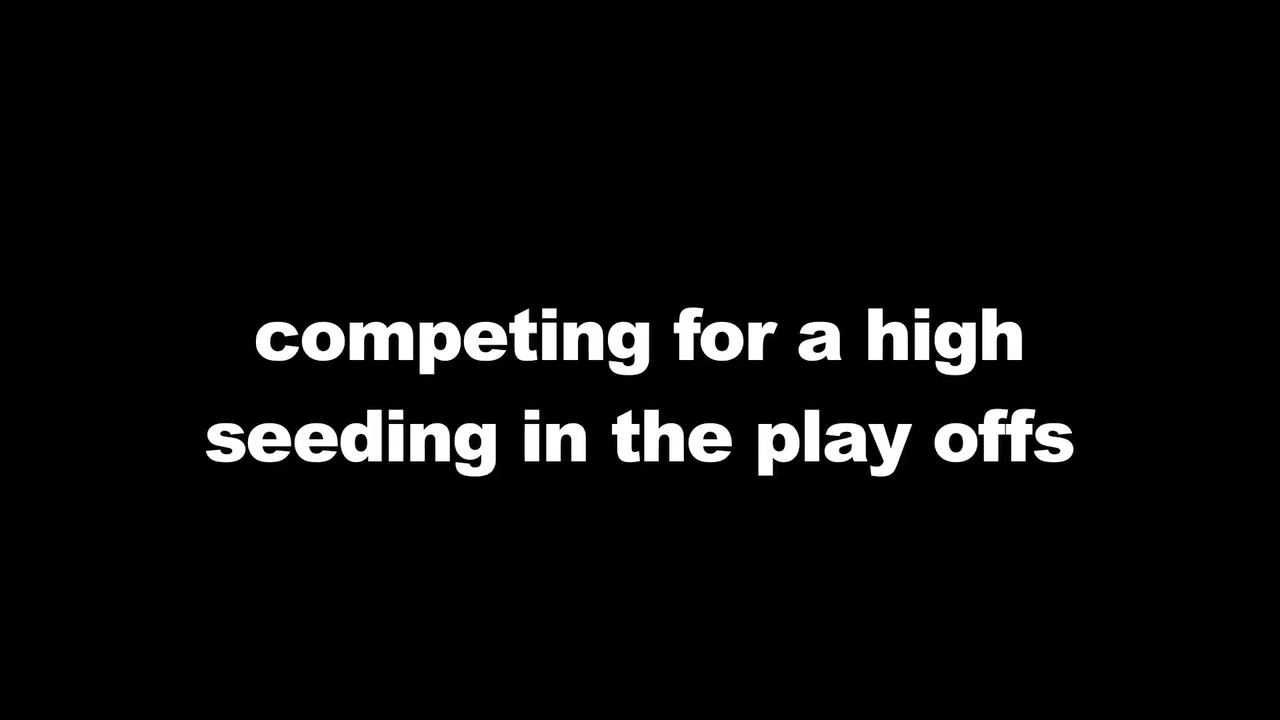 competing for a high
seeding in the play offs